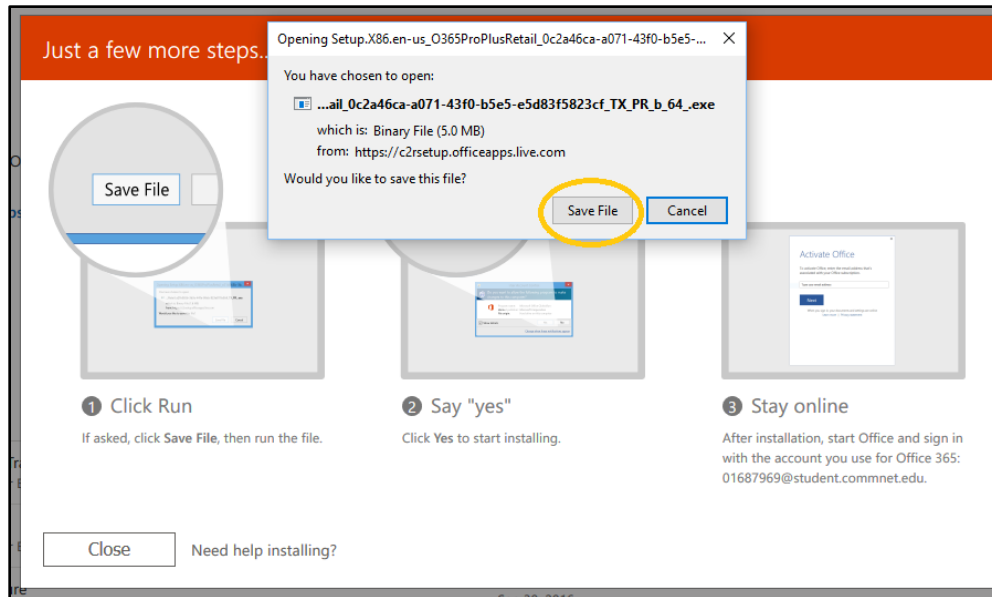 Just a few more steps...
Opening Setup.X86.en-us_O365ProPlusRetail_0c2a46ca-a071-43f0-b5e5-...
You have chosen to open:
...ail_0c2a46ca-a071-43f0-b5e5-e5d83f5823cf_TX_PR_b_64_.exe
which is: Binary File (5.0 MB)
from: https://c2rsetup.officeapps.live.com
Would you like to save this file?
Save File
Cancel
Save File
Activate Office
Next
1 Click Run
If asked, click Save File, then run the file.
2 Say "yes"
Click Yes to start installing.
3 Stay online
After installation, start Office and sign in
with the account you use for Office 365:
01687969@student.commnet.edu.
Close
Need help installing?